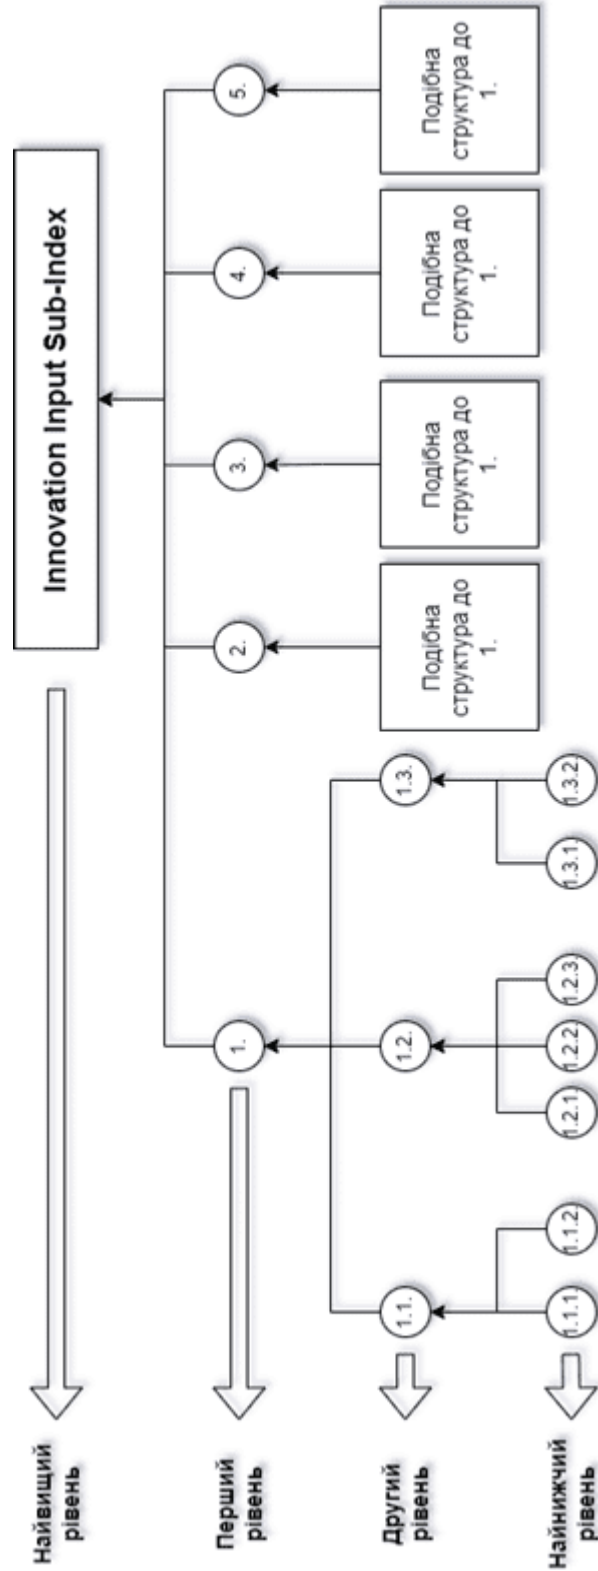 Найвищий
рівень
Innovation Input Sub-Index
Перший
рівень
1.
2.
3.
4.
5.
Другий
рівень
1.1.
1.2.
1.3.
Подібна
структура до
1.
Подібна
структура до
1.
Подібна
структура до
1.
Подібна
структура до
1.
Найнижчий
рівень
1.1.1.
1.1.2.
1.2.1.
1.2.2.
1.2.3.
1.3.1.
1.3.2.